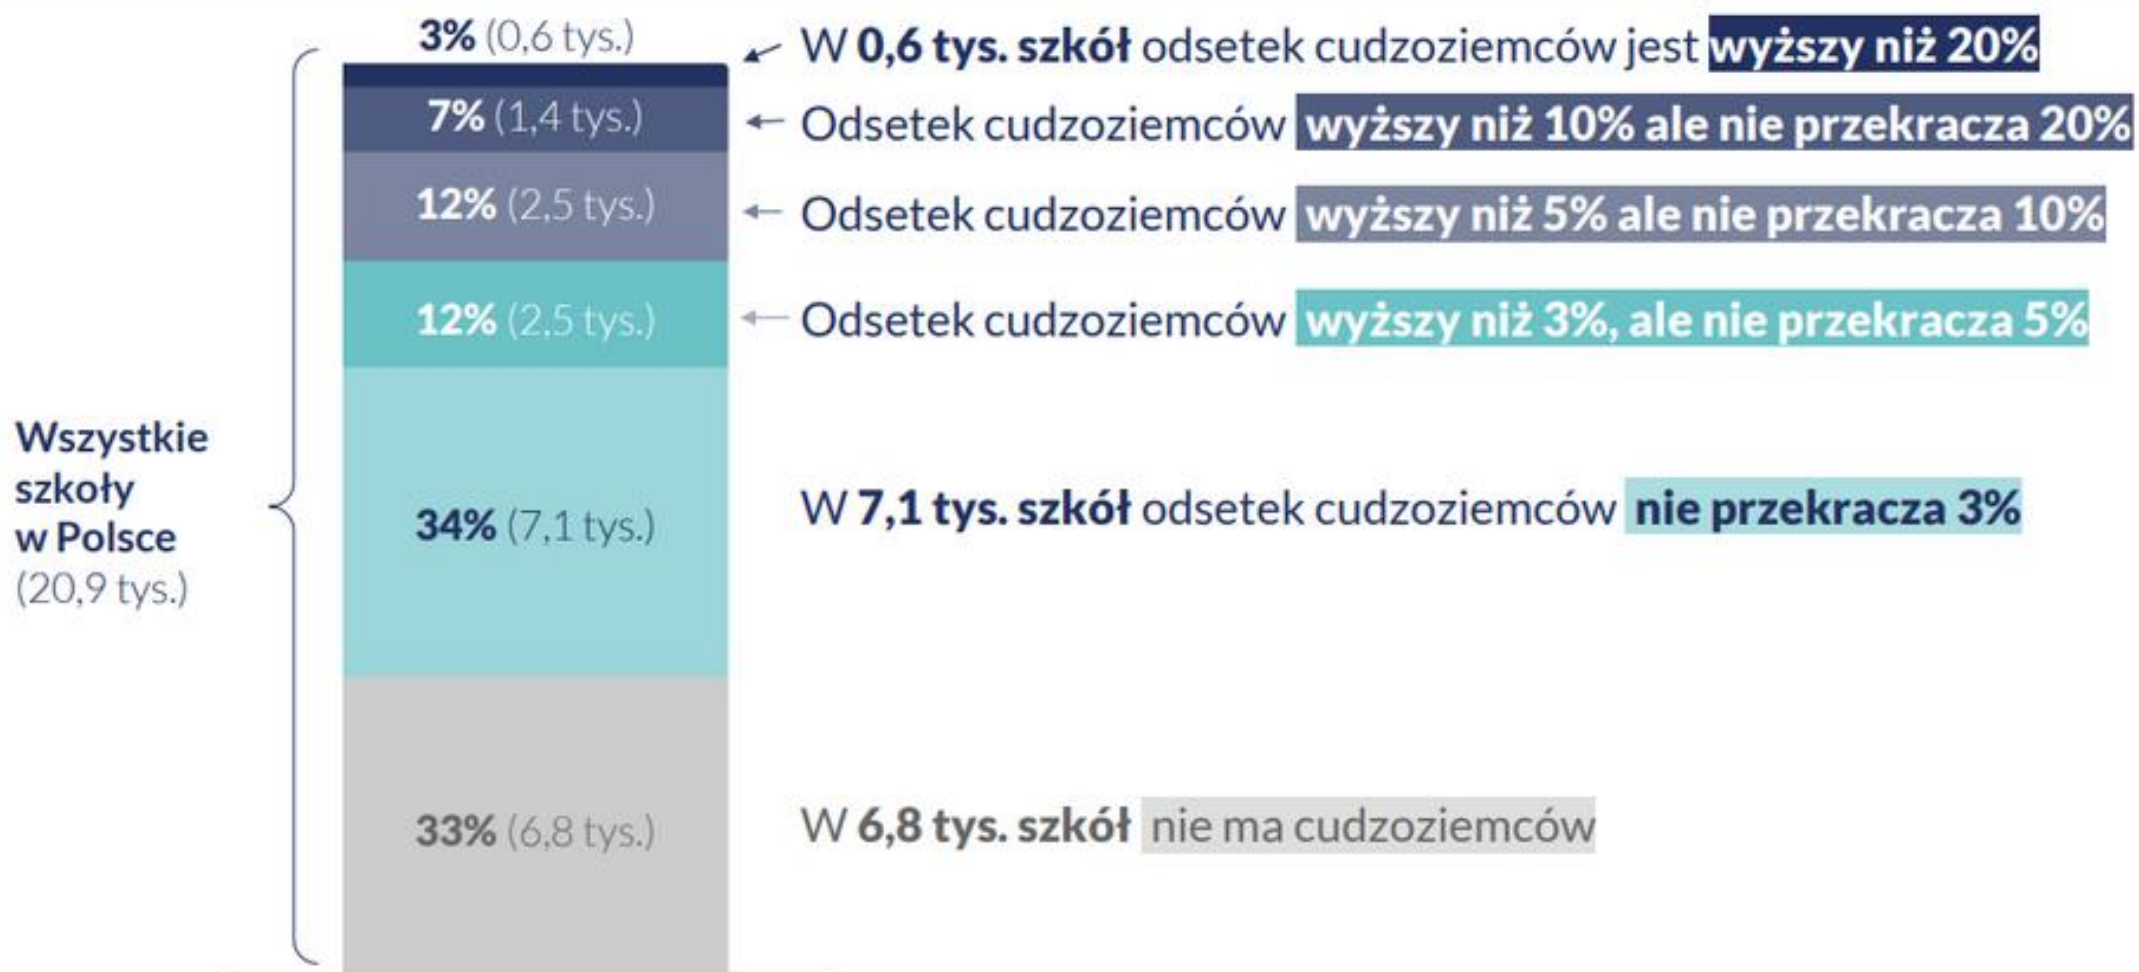 3% (0,6 tys.)
W 0,6 tys. szkół odsetek cudzoziemców jest wyższy niż 20%
7% (1,4 tys.)
Odsetek cudzoziemców wyższy niż 10% ale nie przekracza 20%
12% (2,5 tys.)
Odsetek cudzoziemców wyższy niż 5% ale nie przekracza 10%
12% (2,5 tys.)
Odsetek cudzoziemców wyższy niż 3%, ale nie przekracza 5%
Wszystkie
szkoły
w Polsce
(20,9 tys.)
34% (7,1 tys.)
W 7,1 tys. szkół odsetek cudzoziemców nie przekracza 3%
33% (6,8 tys.)
W 6,8 tys. szkół nie ma cudzoziemców